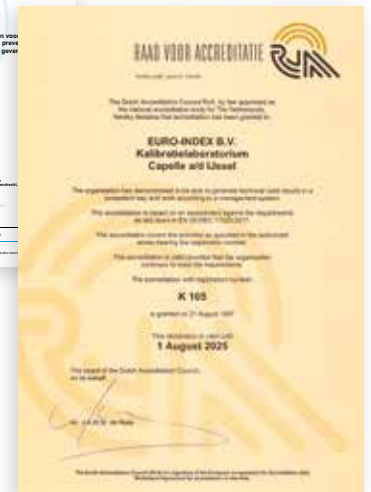 RAAD VOOR ACCREDITATIE
RVA
The Dutch Accreditation Council RvA, by law appointed as
the national accreditation body for The Netherlands,
hereby declares that accreditation has been granted to:
EURO-INDEX B.V.
Kalibratielaboratorium
Capelle a/d IJssel
The organisation has demonstrated to be able to generate technical valid results in a
competent way and work according to a management system.
This accreditation is based on an assessment against the requirements
as laid down in EN ISO/IEC 17025:2017.
The accreditation covers the activities as specified in the authorized
annex bearing the registration number.
The accreditation is valid provided that the organisation
continues to meet the requirements.
The accreditation with registration number:
K 105
is granted on 21 August 1997
This declaration is valid until
1 August 2025
The board of the Dutch Accreditation Council,
on its behalf,